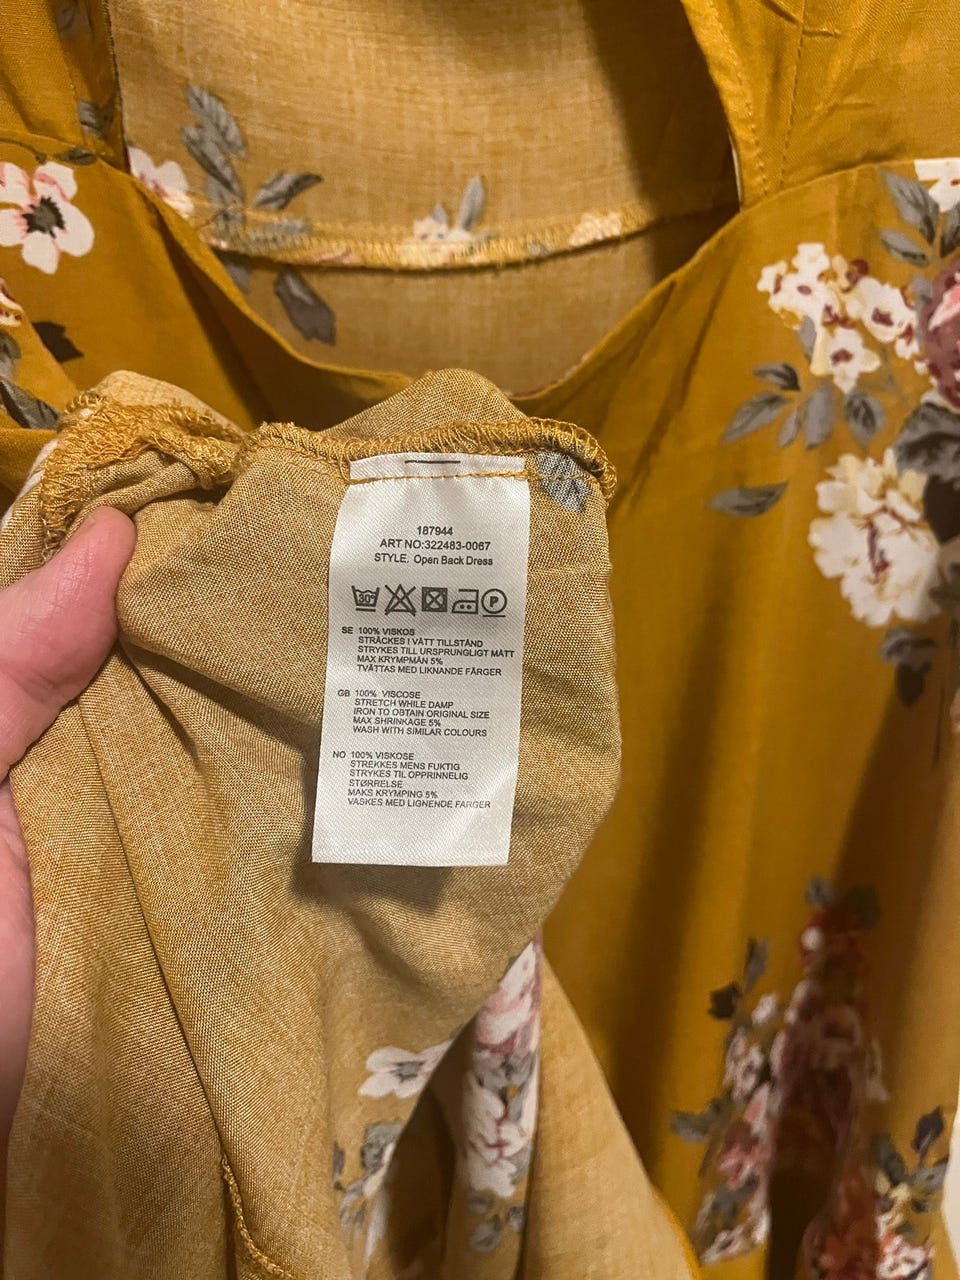 187944
ART NO:322483-0067
STYLE. Open Back Dress
30°
P
SE 100% VISKOS
STRÄCKES I VÅTT TILLSTÅND
STRYKES TILL URSPRUNGLIGT MÅTT
MAX KRYMPMÅN 5%
TVÄTTAS MED LIKNANDE FÄRGER
GB 100% VISCOSE
STRETCH WHILE DAMP
IRON TO OBTAIN ORIGINAL SIZE
MAX SHRINKAGE 5%
WASH WITH SIMILAR COLOURS
NO 100% VISKOSE
STREKKES MENS FUKTIG
STRYKES TIL OPPRINNELIG
STØRRELSE
MAKS KRYMPING 5%
VASKES MED LIGNENDE FARGER